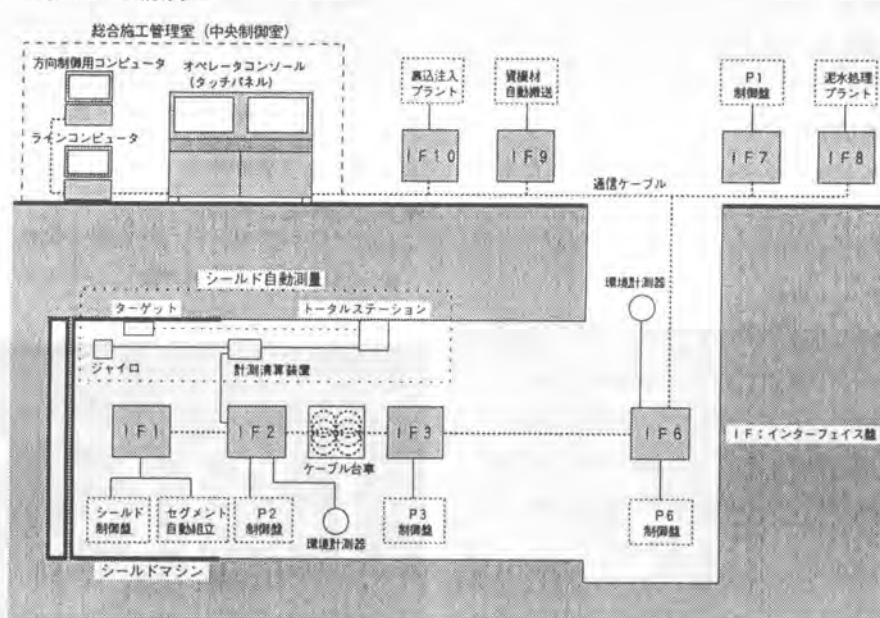 総合施工管理室(中央制御室)
方向制御用コンピュータ
オペレータコンソール
(タッチパネル)
ラインコンピュータ
裏込注入
プラント
資機材
自動搬送
P1
制御盤
泥水処理
プラント
IF10
IF9
IF7
IF8
通信ケーブル
シールド自動測量
ターゲット
トータルステーション
環境計測器
ジャイロ
計測演算装置
IF1
IF2
IF3
IF6
ケーブル台車
IF:インターフェイス盤
シールド
制御盤
セグメント
自動組立
P2
制御盤
環境計測器
P3
制御盤
P6
制御盤
シールドマシン